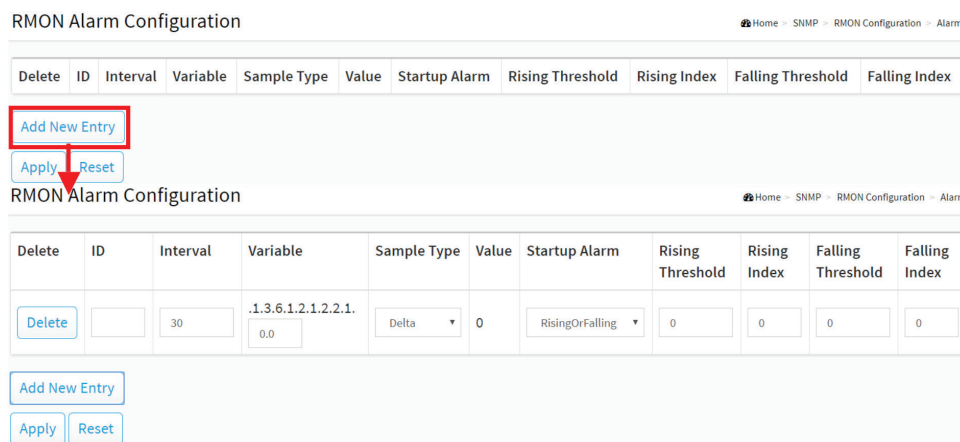 RMON Alarm Configuration
Home > SNMP > RMON Configuration > Alarm
Delete ID Interval Variable Sample Type Value Startup Alarm Rising Threshold Rising Index Falling Threshold Falling Index
Add New Entry
Apply Reset
RMON Alarm Configuration
Home > SNMP > RMON Configuration > Alarm
Delete ID Interval Variable Sample Type Value Startup Alarm Rising Threshold Rising Index Falling Threshold Falling Index
.1.3.6.1.2.1.2.2.1.
Delete 30 0.0 Delta 0 RisingOrFalling 0 0 0 0
Add New Entry
Apply Reset